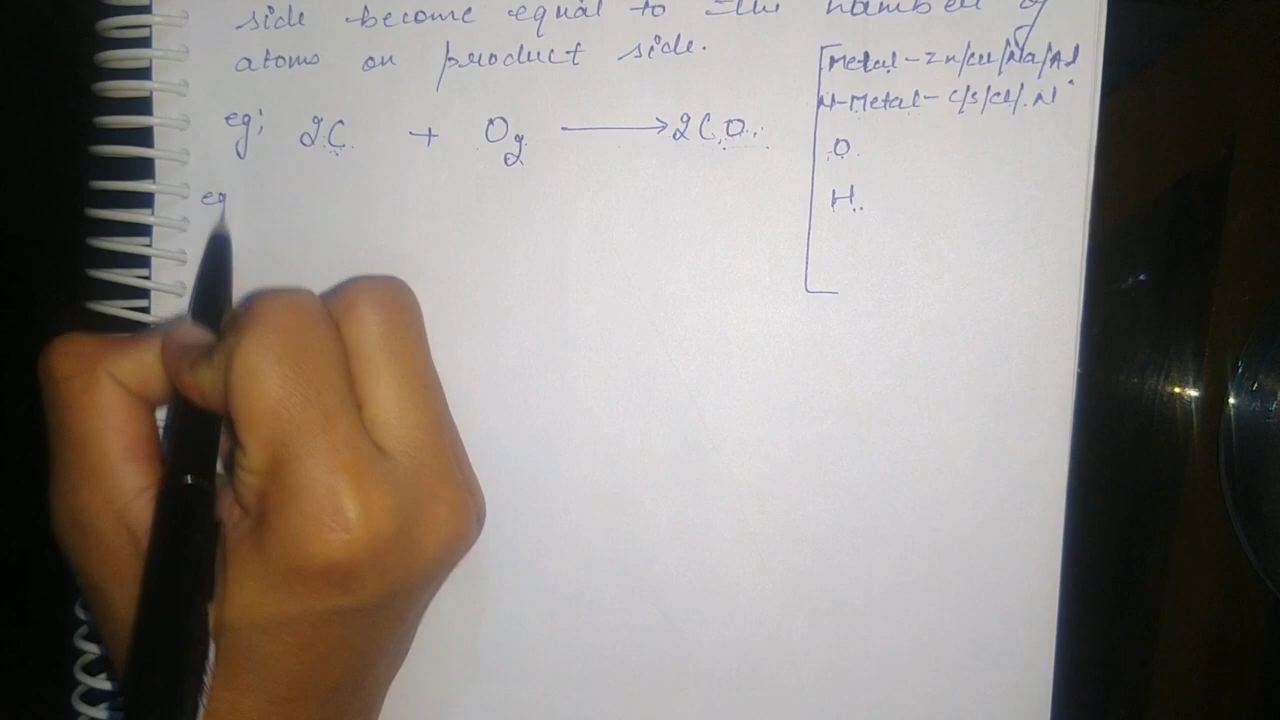 side become equal to the number of
atoms on product side.
eg; 2C + O2 → 2CO
[Metal - Zn/Cu/Na/Al
N-Metal - C/S/Cl/N
O
H
eg